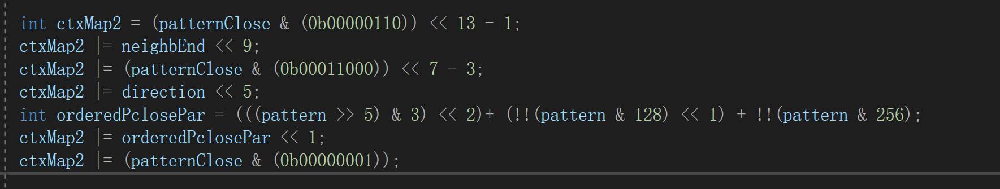 int ctxMap2 = (patternClose & (0b00000110)) << 13 - 1;
ctxMap2 |= neighbEnd << 9;
ctxMap2 |= (patternClose & (0b00011000)) << 7 - 3;
ctxMap2 |= direction << 5;
int orderedPclosePar = (((pattern >> 5) & 3) << 2)+ (!!(pattern & 128) << 1) + !!(pattern & 256);
ctxMap2 |= orderedPclosePar << 1;
ctxMap2 |= (patternClose & (0b00000001));